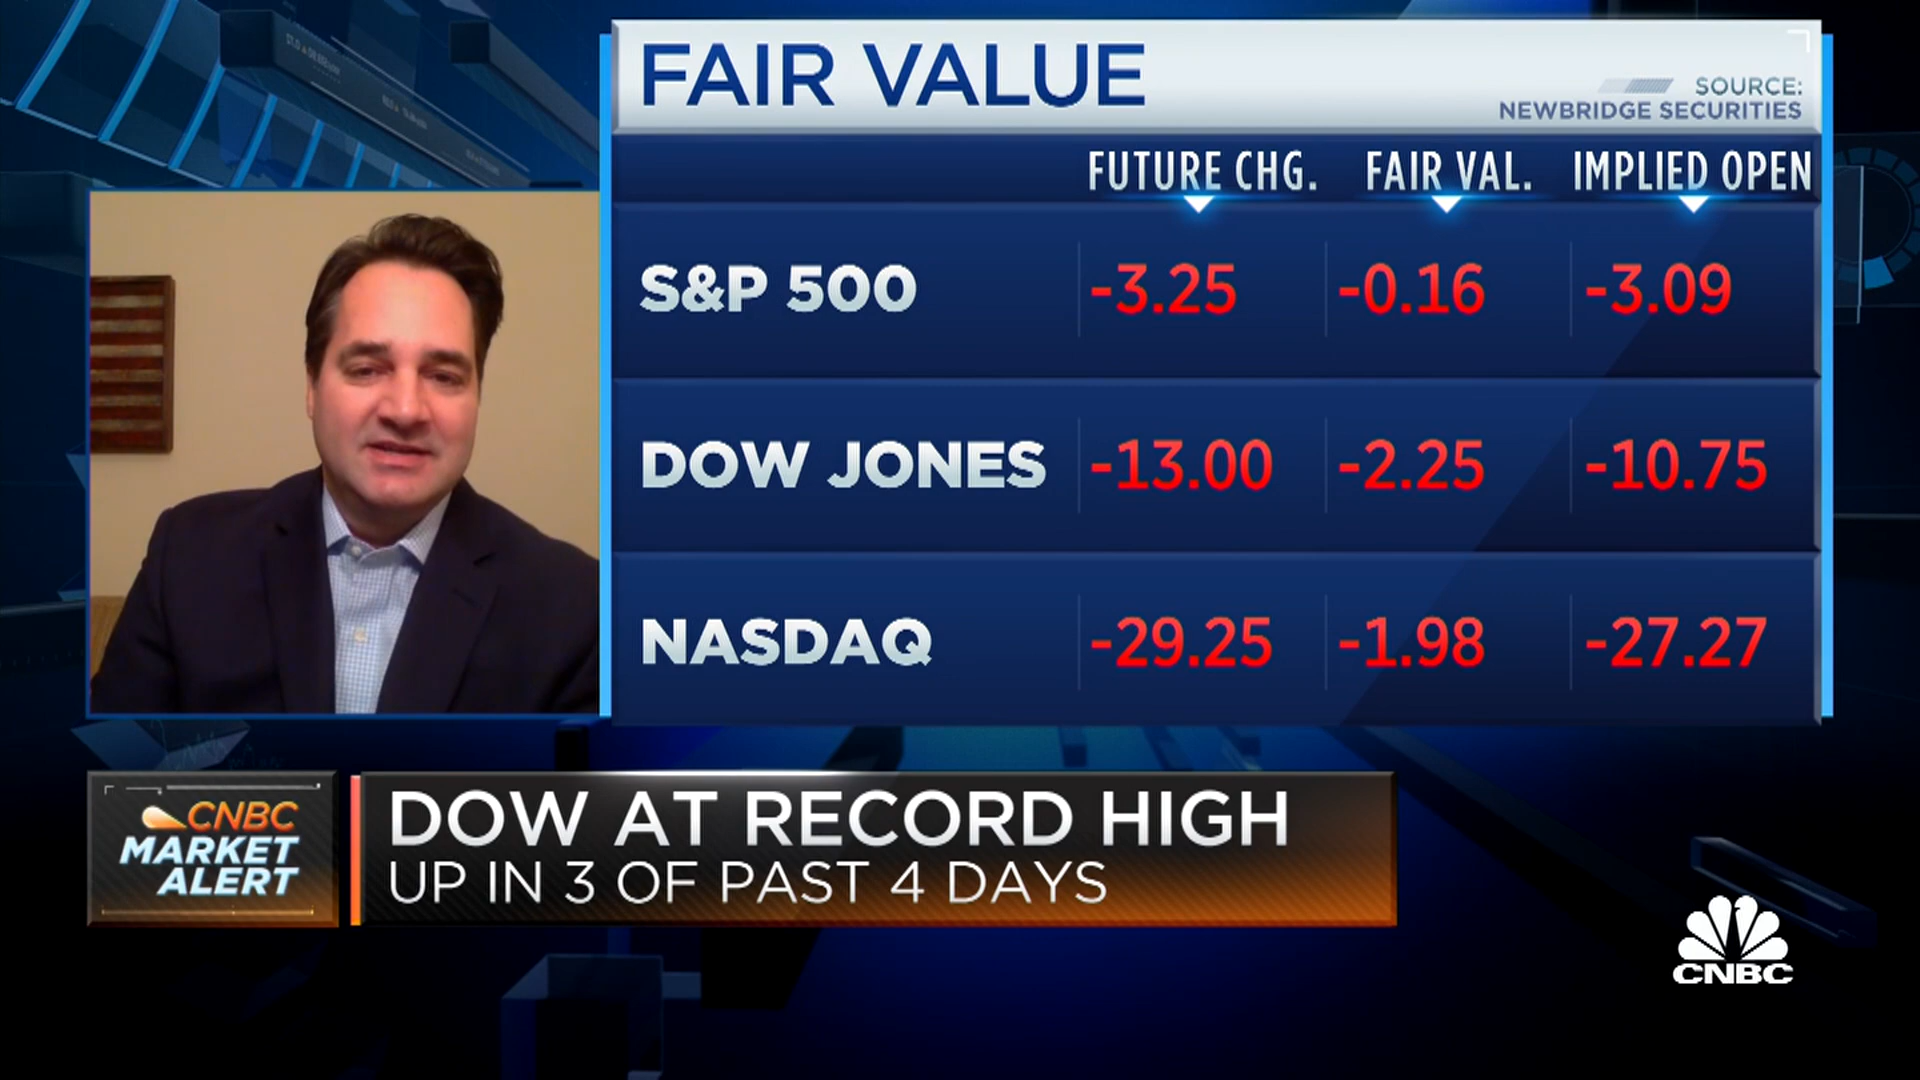 FAIR VALUE
SOURCE:
NEWBRIDGE SECURITIES
FUTURE CHG. FAIR VAL. IMPLIED OPEN
S&P 500 -3.25 -0.16 -3.09
DOW JONES -13.00 -2.25 -10.75
NASDAQ -29.25 -1.98 -27.27
CNBC
MARKET
ALERT
DOW AT RECORD HIGH
UP IN 3 OF PAST 4 DAYS
CNBC